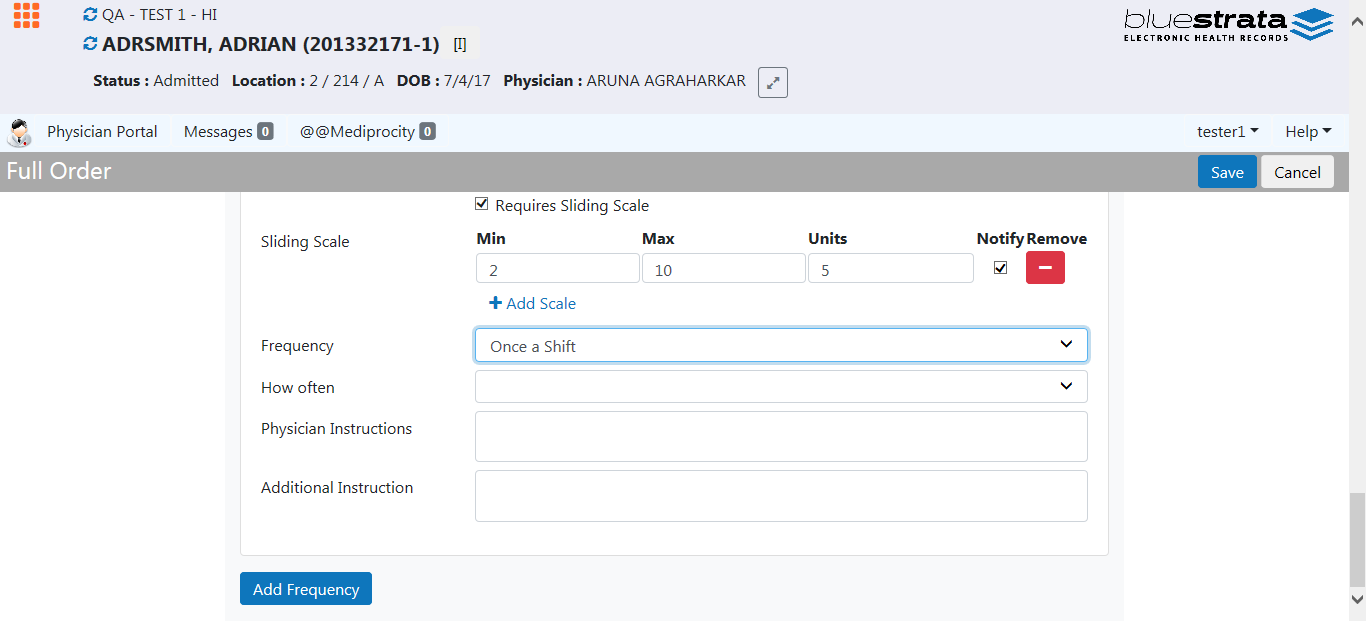 QA - TEST 1 - HI
bluestrata
ELECTRONIC HEALTH RECORDS
ADRSMITH, ADRIAN (201332171-1) [I]
Status : Admitted Location : 2 / 214 / A DOB : 7/4/17 Physician : ARUNA AGRAHARKAR
Physician Portal Messages 0 @@Mediprocity 0 tester1 Help
Full Order Save Cancel
Requires Sliding Scale
Sliding Scale Min Max Units Notify Remove
2 10 5
Add Scale
Frequency Once a Shift
How often
Physician Instructions
Additional Instruction
Add Frequency